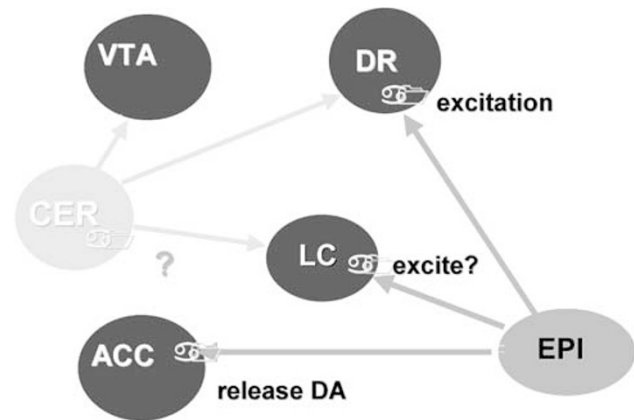 VTA
DR
excitation
CER
?
LC
excite?
ACC
release DA
EPI